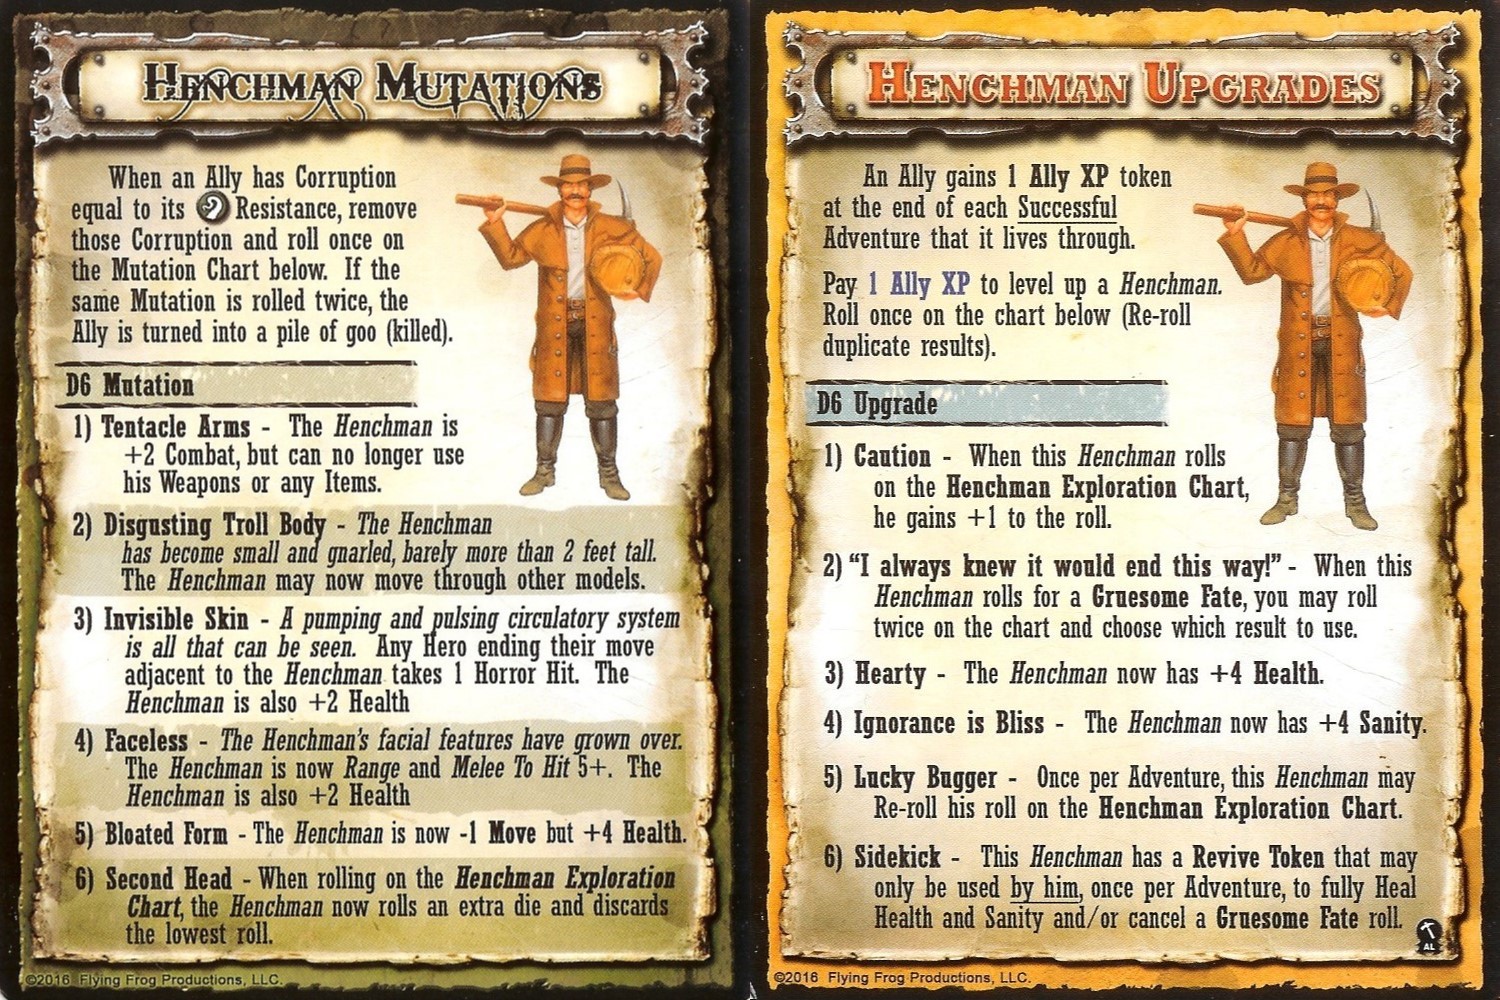 Henchman Mutations
When an Ally has Corruption
equal to its Resistance, remove
those Corruption and roll once on
the Mutation Chart below. If the
same Mutation is rolled twice, the
Ally is turned into a pile of goo (killed).
D6 Mutation
1) Tentacle Arms - The Henchman is
+2 Combat, but can no longer use
his Weapons or any Items.
2) Disgusting Troll Body - The Henchman
has become small and gnarled, barely more than 2 feet tall.
The Henchman may now move through other models.
3) Invisible Skin - A pumping and pulsing circulatory system
is all that can be seen. Any Hero ending their move
adjacent to the Henchman takes 1 Horror Hit. The
Henchman is also +2 Health
4) Faceless - The Henchman's facial features have grown over.
The Henchman is now Range and Melee To Hit 5+. The
Henchman is also +2 Health
5) Bloated Form - The Henchman is now -1 Move but +4 Health.
6) Second Head - When rolling on the Henchman Exploration
Chart, the Henchman now rolls an extra die and discards
the lowest roll.
©2016 Flying Frog Productions, LLC.
Henchman Upgrades
An Ally gains 1 Ally XP token
at the end of each Successful
Adventure that it lives through.
Pay 1 Ally XP to level up a Henchman.
Roll once on the chart below (Re-roll
duplicate results).
D6 Upgrade
1) Caution - When this Henchman rolls
on the Henchman Exploration Chart,
he gains +1 to the roll.
2) "I always knew it would end this way!" - When this
Henchman rolls for a Gruesome Fate, you may roll
twice on the chart and choose which result to use.
3) Hearty - The Henchman now has +4 Health.
4) Ignorance is Bliss - The Henchman now has +4 Sanity.
5) Lucky Bugger - Once per Adventure, this Henchman may
Re-roll his roll on the Henchman Exploration Chart.
6) Sidekick - This Henchman has a Revive Token that may
only be used by him, once per Adventure, to fully Heal
Health and Sanity and/or cancel a Gruesome Fate roll.
AL
©2016 Flying Frog Productions, LLC.